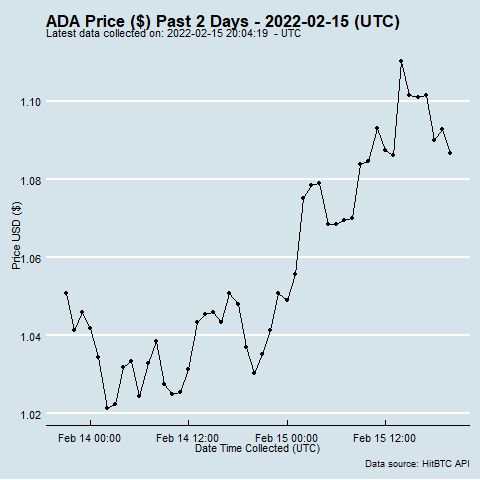 ADA Price ($) Past 2 Days - 2022-02-15 (UTC)
Latest data collected on: 2022-02-15 20:04:19 - UTC
1.10
1.08
1.06
1.04
1.02
Price USD ($)
Feb 14 00:00 Feb 14 12:00 Feb 15 00:00 Feb 15 12:00
Date Time Collected (UTC)
Data source: HitBTC API